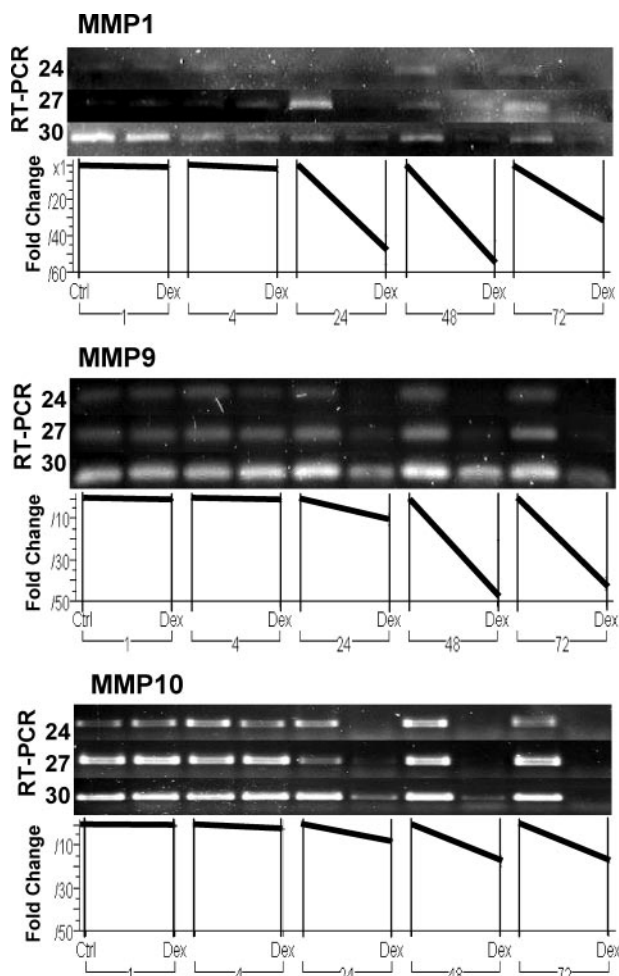 MMP1
RT-PCR
24
27
30
Fold Change
x1
/20
/40
/60
Ctrl Dex Dex Dex Dex Dex
1 4 24 48 72
MMP9
RT-PCR
24
27
30
Fold Change
/10
/30
/50
Ctrl Dex Dex Dex Dex Dex
1 4 24 48 72
MMP10
RT-PCR
24
27
30
Fold Change
/10
/30
/50
Ctrl Dex Dex Dex Dex Dex
1 4 24 48 72